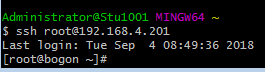 Administrator@Stu1001 MINGW64 ~
$ ssh root@192.168.4.201
Last login: Tue Sep  4 08:49:36 2018
[root@bogon ~]#